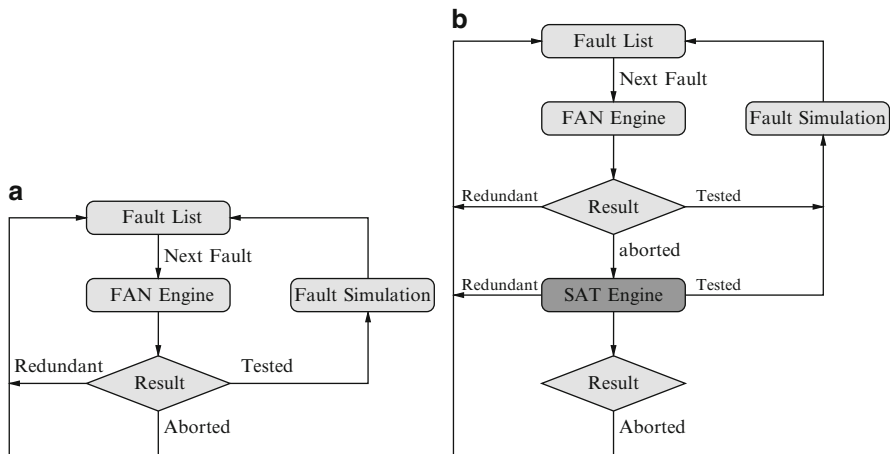 a
Fault List
Next Fault
FAN Engine
Fault Simulation
Redundant
Result
Tested
Aborted
b
Fault List
Next Fault
FAN Engine
Fault Simulation
Redundant
Result
Tested
aborted
Redundant
SAT Engine
Tested
Result
Aborted